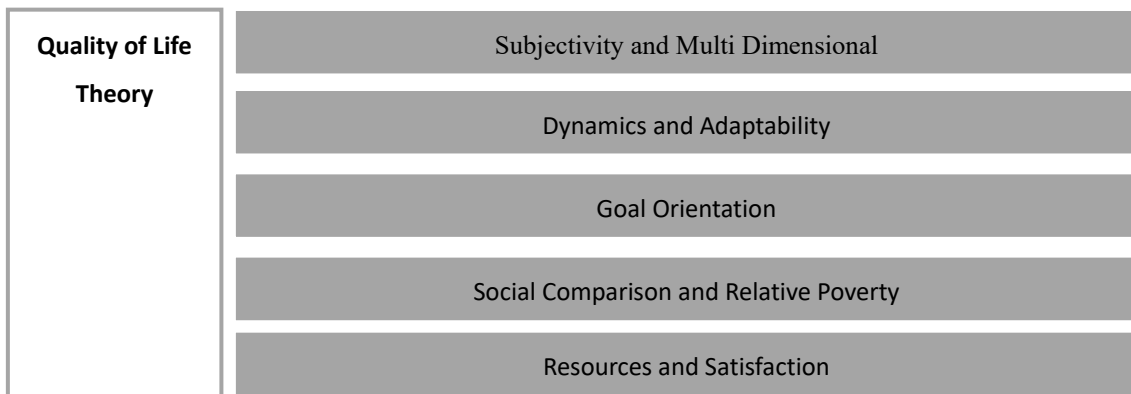 Quality of Life
Theory
Subjectivity and Multi Dimensional
Dynamics and Adaptability
Goal Orientation
Social Comparison and Relative Poverty
Resources and Satisfaction